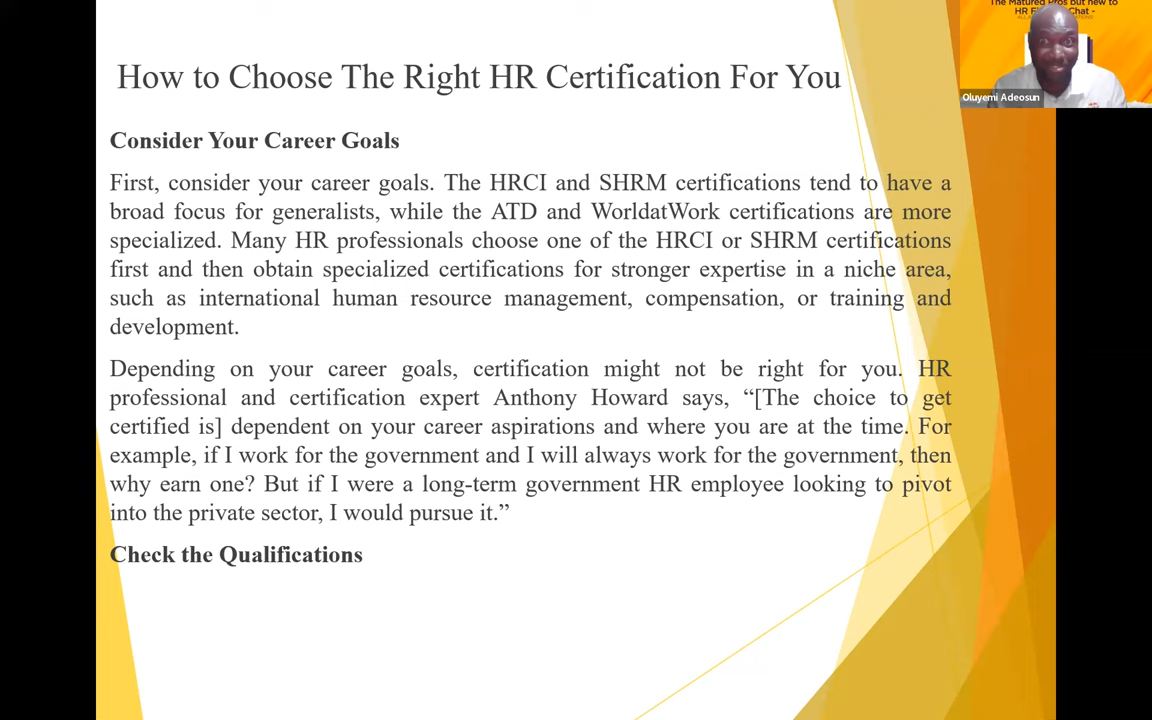 The Matured Pros but new to
How to Choose The Right HR Certification For You
Oluyemi Adeosun
Consider Your Career Goals
First, consider your career goals. The HRCI and SHRM certifications tend to have a
broad focus for generalists, while the ATD and WorldatWork certifications are more
specialized. Many HR professionals choose one of the HRCI or SHRM certifications
first and then obtain specialized certifications for stronger expertise in a niche area,
such as international human resource management, compensation, or training and
development.
Depending on your career goals, certification might not be right for you. HR
professional and certification expert Anthony Howard says, “[The choice to get
certified is] dependent on your career aspirations and where you are at the time. For
example, if I work for the government and I will always work for the government, then
why earn one? But if I were a long-term government HR employee looking to pivot
into the private sector, I would pursue it.”
Check the Qualifications